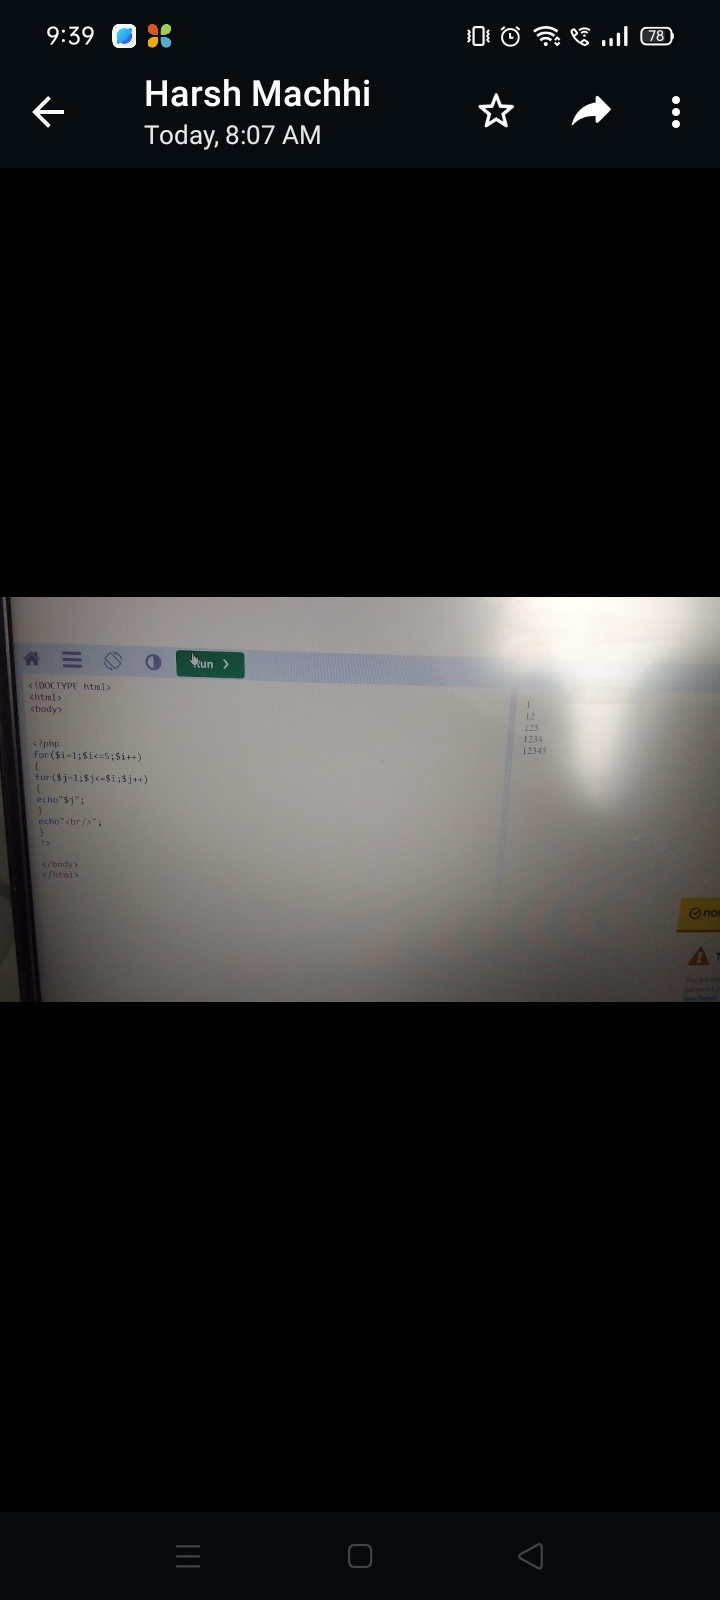 9:39
78
Harsh Machhi
Today, 8:07 AM
Run ❯
<!DOCTYPE html>
<html>
<body>
<?php
for($i=1;$i<=5;$i++)
{
for($j=1;$j<=$i;$j++)
{
echo"$j";
}
echo"<br/>";
}
?>
</body>
</html>
1
12
123
1234
12345